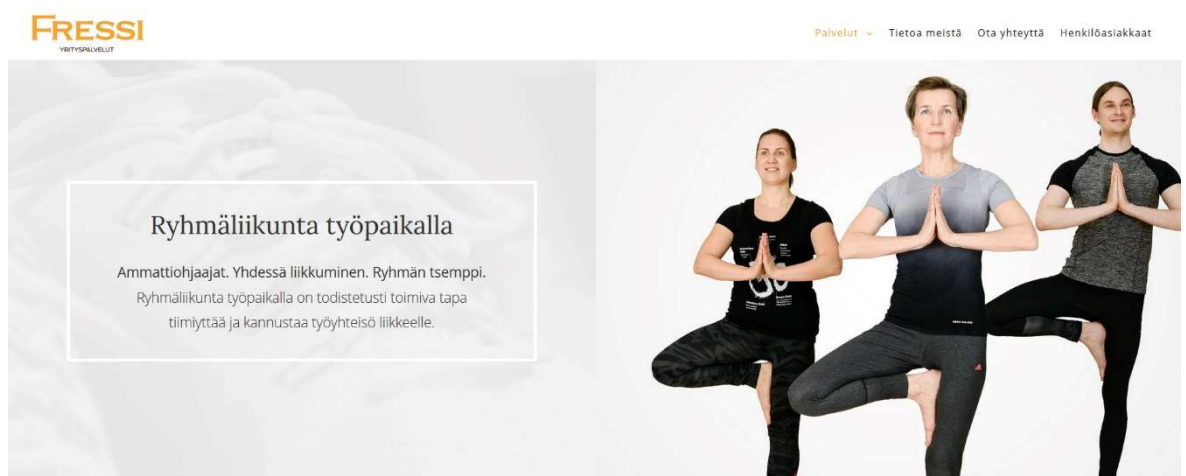 FRESSI
YRITYSPALVELUT
Palvelut Tietoa meistä Ota yhteyttä Henkilöasiakkaat
Ryhmäliikunta työpaikalla
Ammattiohjaajat. Yhdessä liikkuminen. Ryhmän tsemppi.
Ryhmäliikunta työpaikalla on todistetusti toimiva tapa
tiimiyttää ja kannustaa työyhteisö liikkeelle.